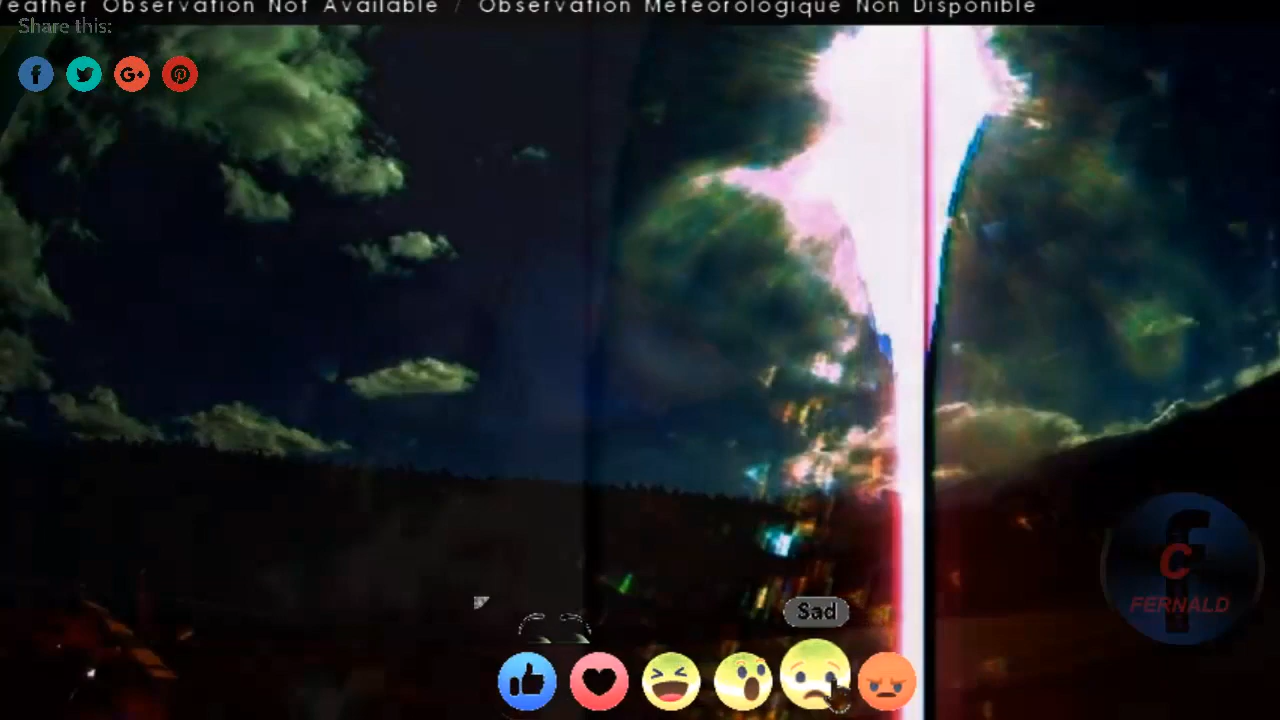 eather Observation Not Available / Observation Météorologique Non Disponible
Share this:
G+
Sad
C
FERNALD